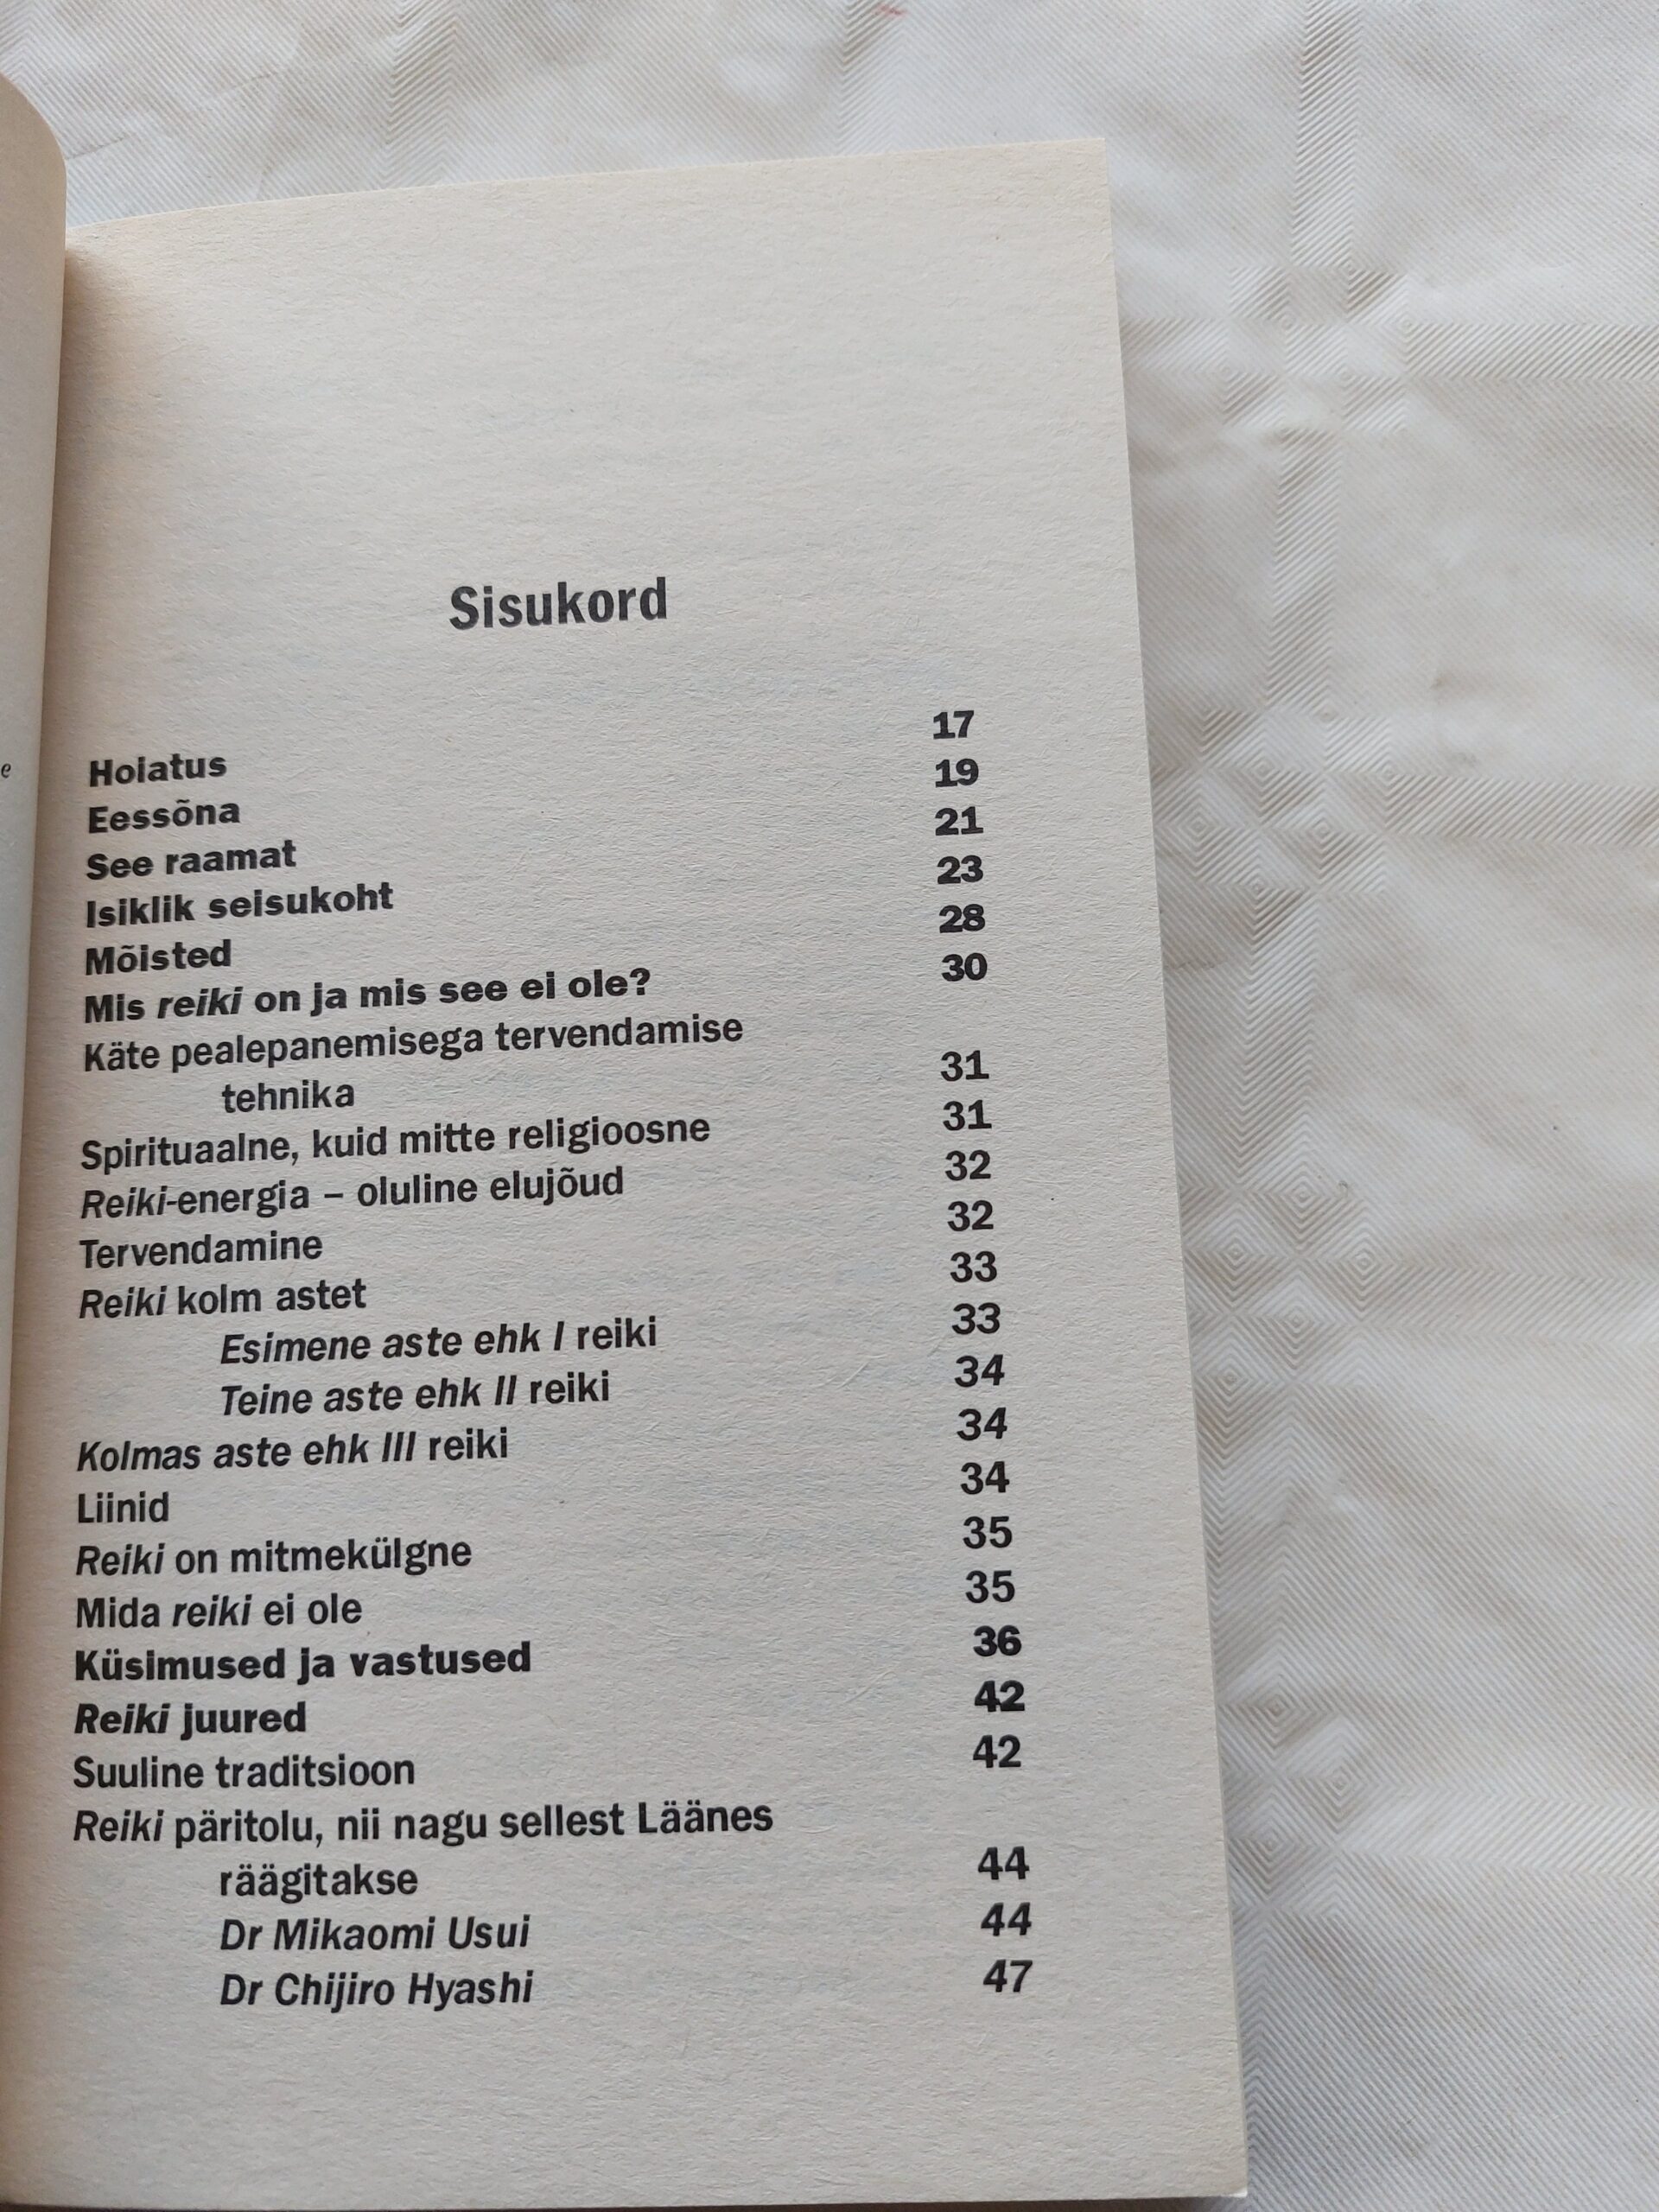 Sisukord
Hoiatus 17
Eessõna 19
See raamat 21
Isiklik seisukoht 23
Mõisted 28
Mis reiki on ja mis see ei ole? 30
Käte pealepanemisega tervendamise
tehnika 31
Spirituaalne, kuid mitte religioosne 31
Reiki-energia – oluline elujõud 32
Tervendamine 32
Reiki kolm astet 33
Esimene aste ehk I reiki 33
Teine aste ehk II reiki 34
Kolmas aste ehk III reiki 34
Liinid 34
Reiki on mitmekülgne 35
Mida reiki ei ole 35
Küsimused ja vastused 36
Reiki juured 42
Suuline traditsioon 42
Reiki päritolu, nii nagu sellest Läänes
räägitakse 44
Dr Mikaomi Usui 44
Dr Chijiro Hyashi 47
e